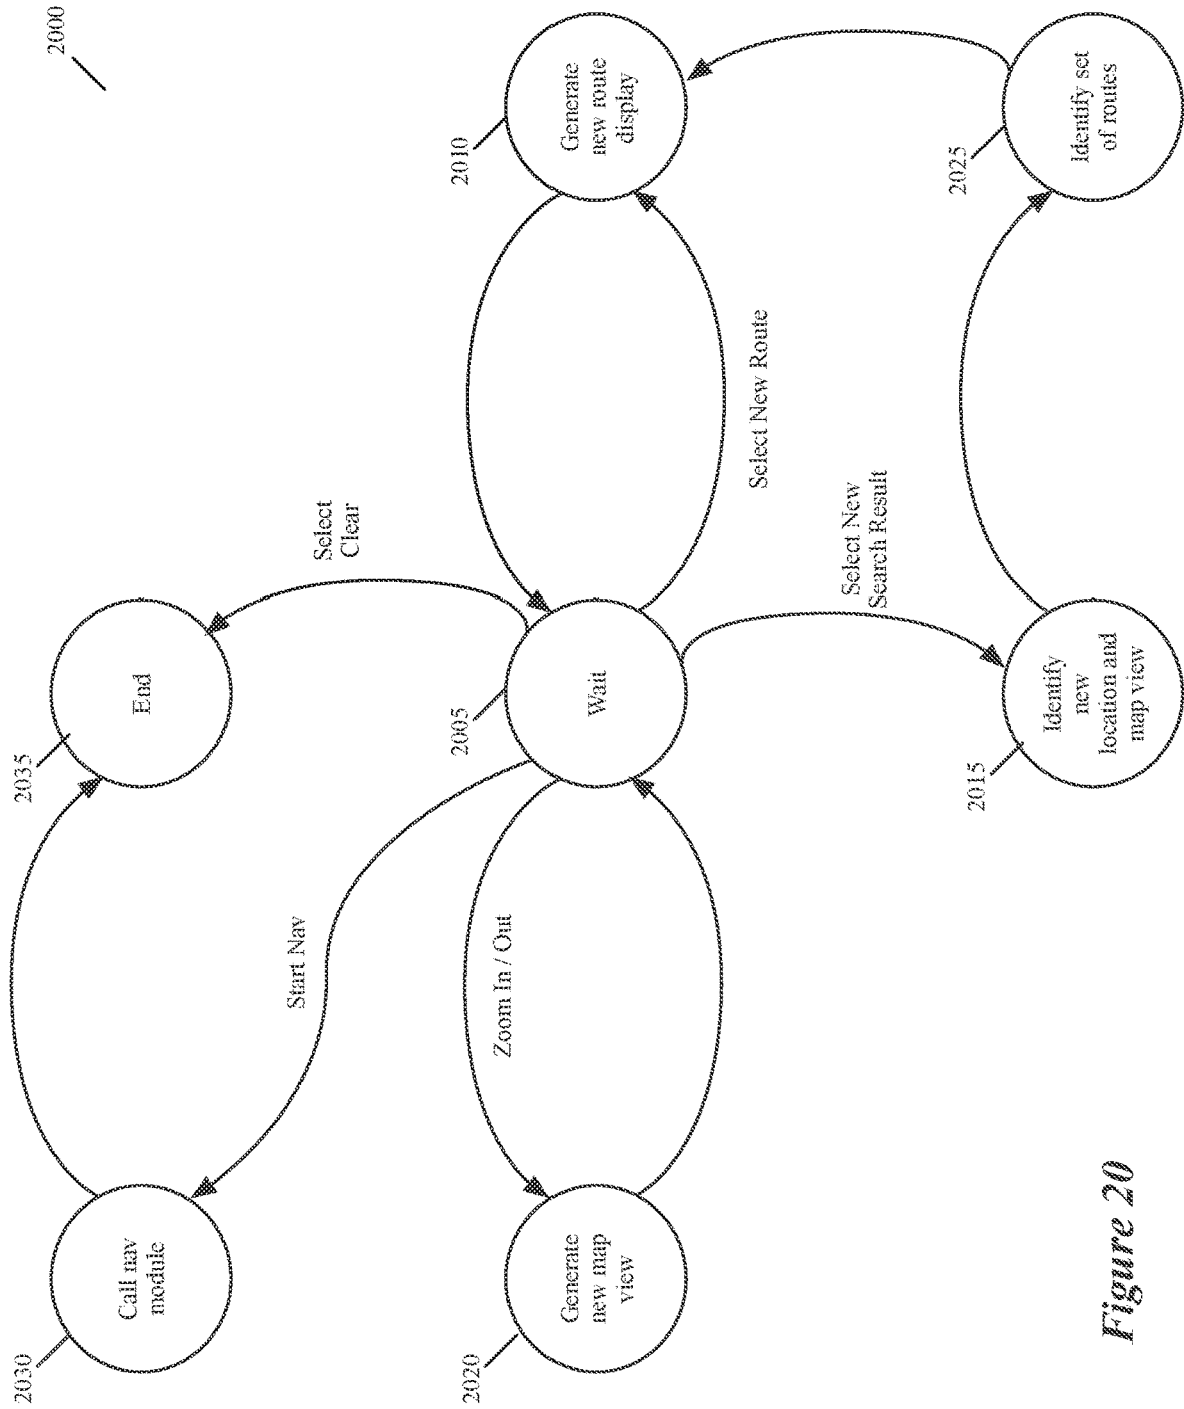 2000
2030
Call nav
module
2035
End
Start Nav
Select
Clear
2020
Generate
new map
view
Zoom In / Out
2005
Wait
2010
Generate
new route
display
Select New Route
Select New
Search Result
2015
Identify
new
location and
map view
2025
Identify set
of routes
Figure 20